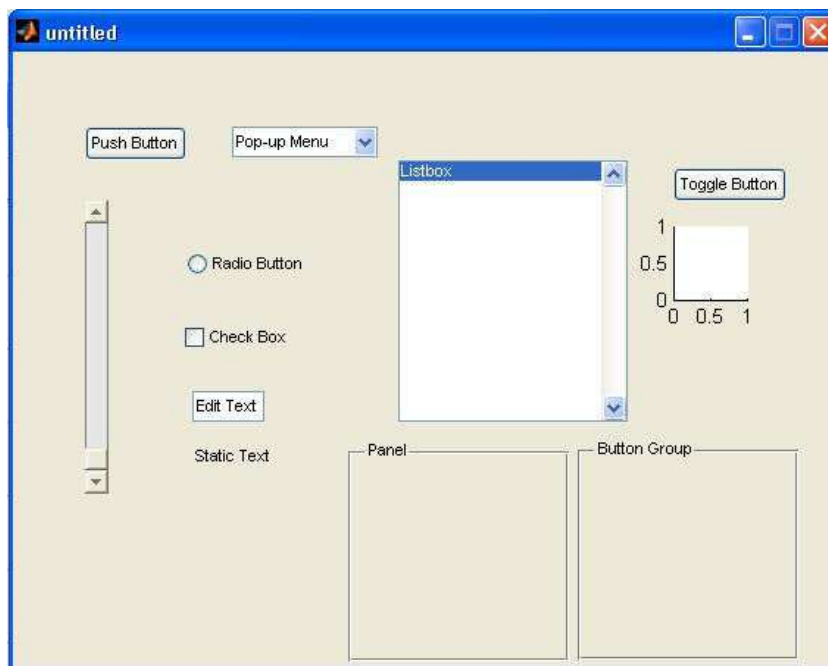 untitled
Push Button
Pop-up Menu
Listbox
Toggle Button
1
0.5
0
0 0.5 1
Radio Button
Check Box
Edit Text
Static Text
Panel
Button Group